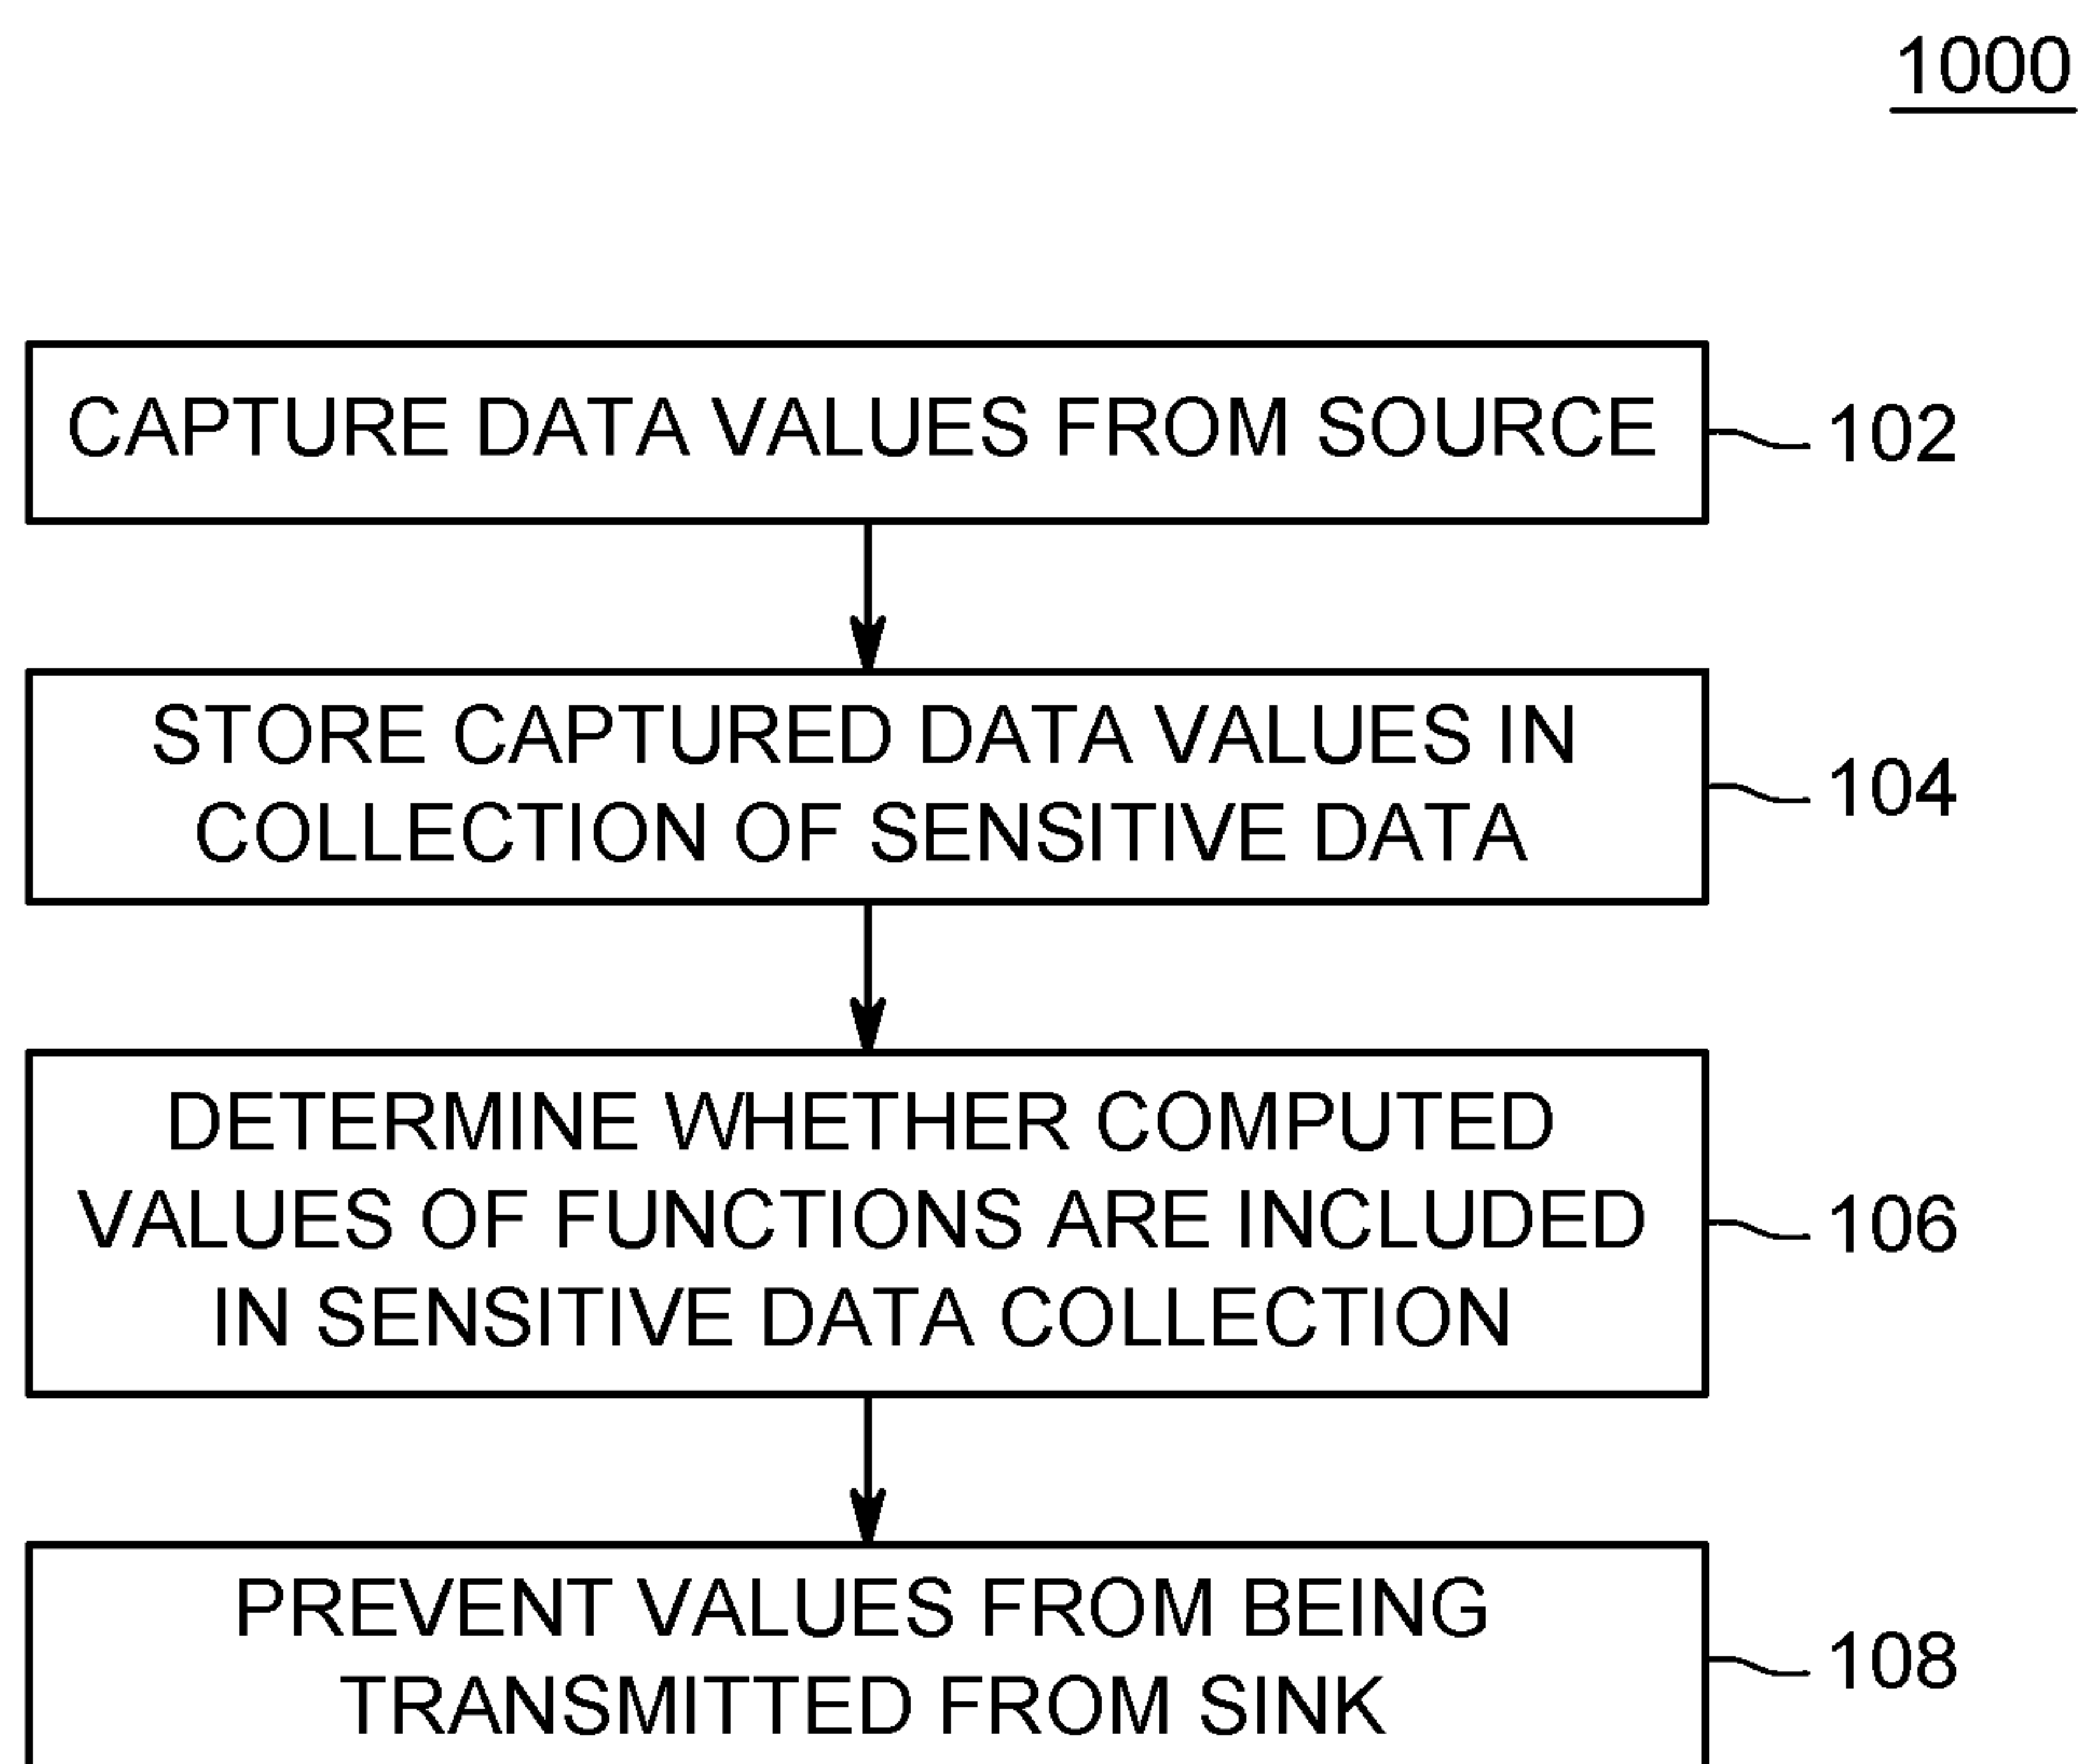 1000
CAPTURE DATA VALUES FROM SOURCE
102
STORE CAPTURED DATA VALUES IN
COLLECTION OF SENSITIVE DATA
104
DETERMINE WHETHER COMPUTED
VALUES OF FUNCTIONS ARE INCLUDED
IN SENSITIVE DATA COLLECTION
106
PREVENT VALUES FROM BEING
TRANSMITTED FROM SINK
108